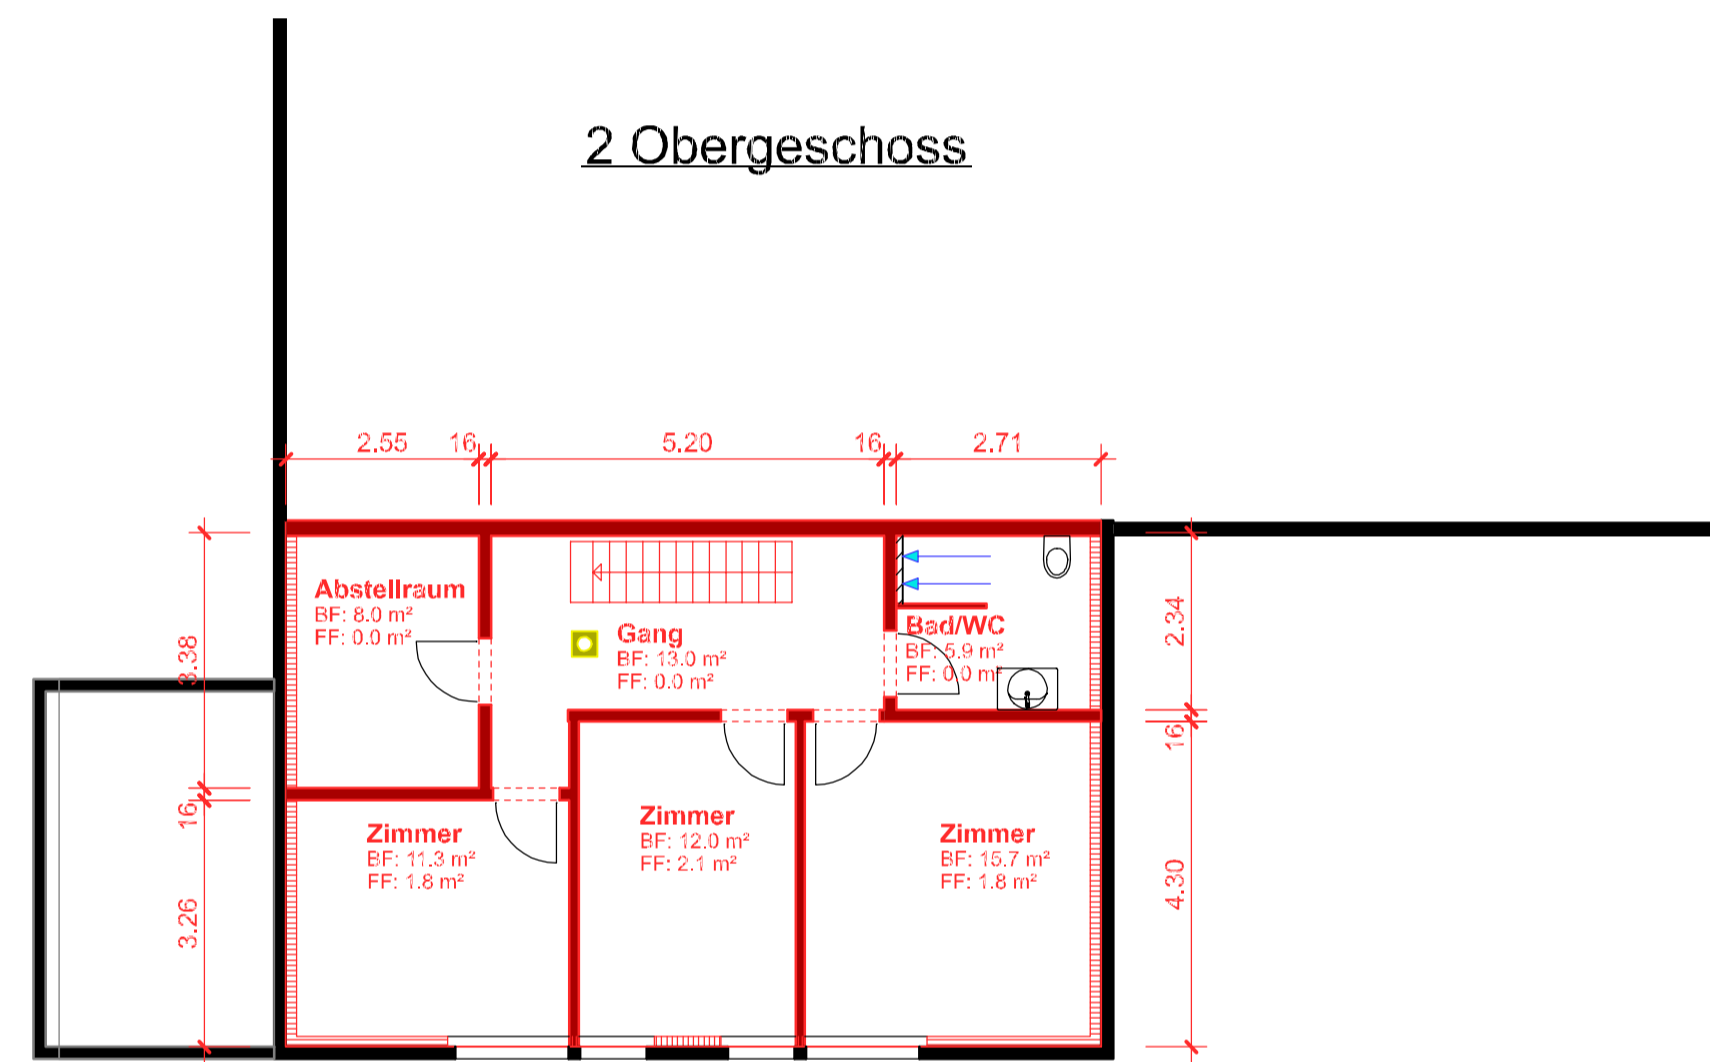 2 Obergeschoss
2.55 16 5.20 16 2.71
Abstellraum
BF: 8.0 m²
FF: 0.0 m²
Gang
BF: 13.0 m²
FF: 0.0 m²
Bad/WC
BF: 5.9 m²
FF: 0.0 m²
3.38
16
3.26
2.34
16
4.30
Zimmer
BF: 11.3 m²
FF: 1.8 m²
Zimmer
BF: 12.0 m²
FF: 2.1 m²
Zimmer
BF: 15.7 m²
FF: 1.8 m²